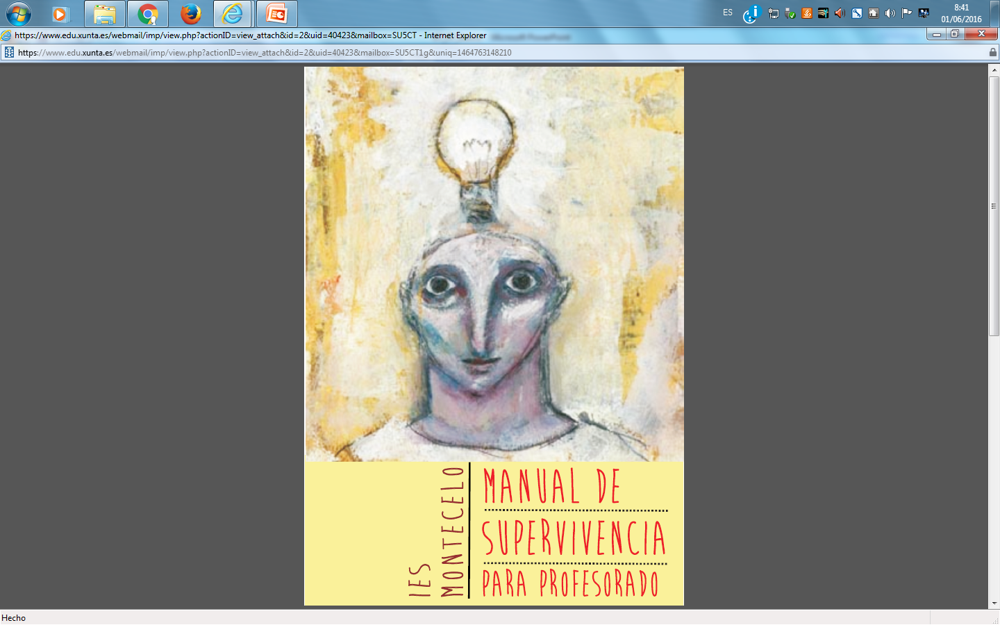 ES
8:41
01/06/2016
https://www.edu.xunta.es/webmail/imp/view.php?actionID=view_attach&id=2&uid=40423&mailbox=SU5CT - Internet Explorer
https://www.edu.xunta.es/webmail/imp/view.php?actionID=view_attach&id=2&uid=40423&mailbox=SU5CT1g&uniq=1464763148210
IES
MONTECELO
MANUAL DE
SUPERVIVENCIA
PARA PROFESORADO
Hecho